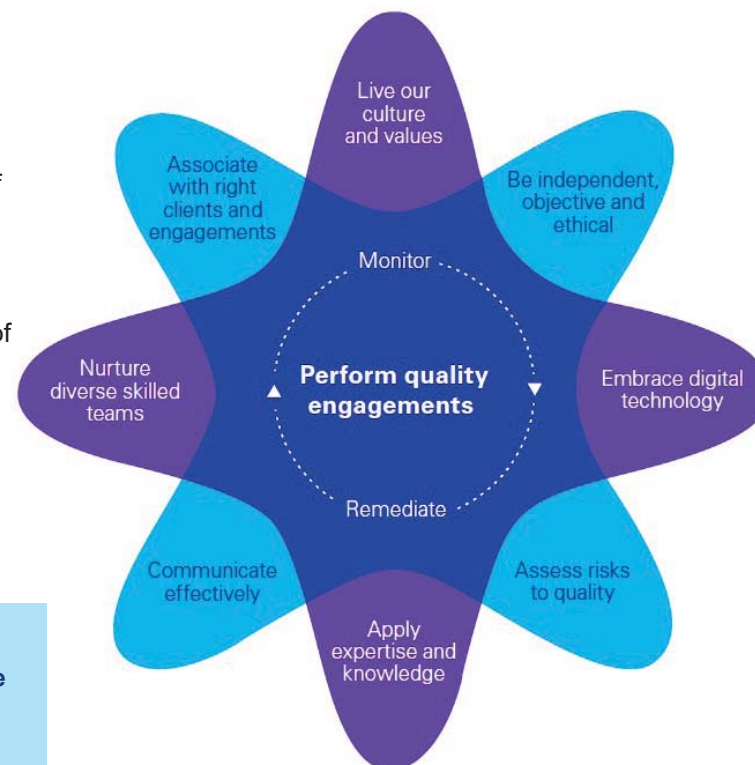 Live our
culture
and values
Associate
with right
clients and
engagements
Be independent,
objective and
ethical
Monitor
of
Nurture
diverse skilled
teams
Perform quality
engagements
Embrace digital
technology
Remediate
Communicate
effectively
Assess risks
to quality
Apply
expertise and
knowledge